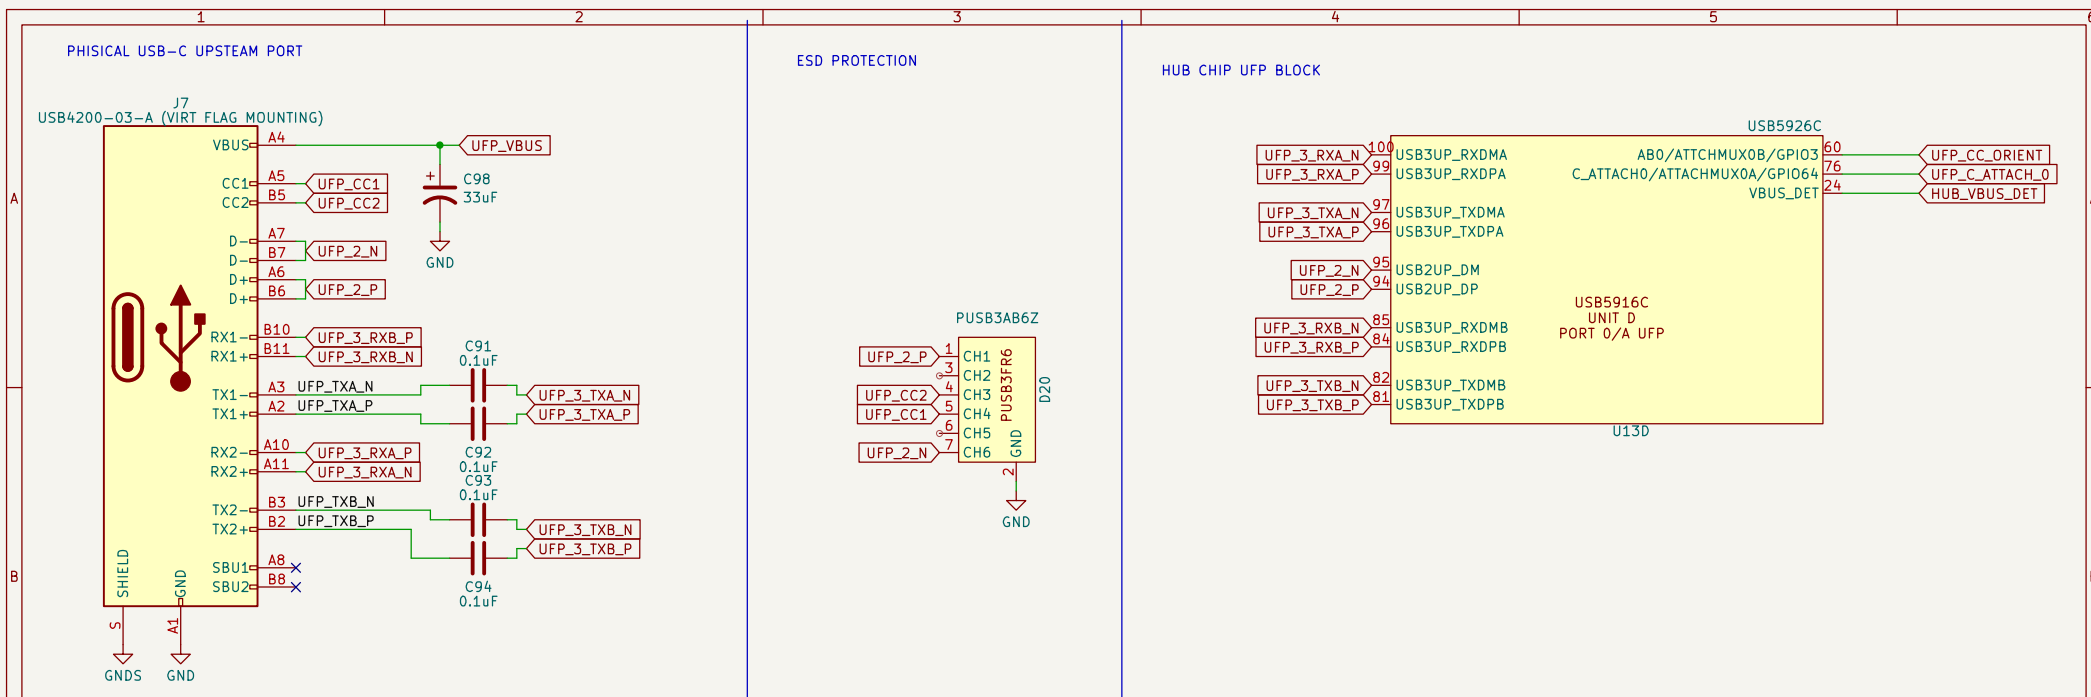 1 2 3 4 5
PHISICAL USB-C UPSTEAM PORT
ESD PROTECTION
HUB CHIP UFP BLOCK
A
B
J7
USB4200-03-A (VIRT FLAG MOUNTING)
VBUS A4 UFP_VBUS
CC1 A5 UFP_CC1
CC2 B5 UFP_CC2
+ C98
33uF
GND
D- A7
UFP_2_N
D- B7
D+ A6
UFP_2_P
D+ B6
RX1- B10 UFP_3_RXB_P
RX1+ B11 UFP_3_RXB_N
C91
0.1uF
TX1- A3 UFP_TXA_N UFP_3_TXA_N
TX1+ A2 UFP_TXA_P UFP_3_TXA_P
C92
0.1uF
RX2- A10 UFP_3_RXA_P
RX2+ A11 UFP_3_RXA_N
C93
0.1uF
TX2- B3 UFP_TXB_N UFP_3_TXB_N
TX2+ B2 UFP_TXB_P UFP_3_TXB_P
C94
0.1uF
SBU1 A8
SBU2 B8
SHIELD
GND
S
A1
GNDS
GND
PUSB3AB6Z
UFP_2_P 1 CH1
3 CH2
UFP_CC2 4 CH3
UFP_CC1 5 CH4
6 CH5
UFP_2_N 7 CH6
PUSB3FR6
D20
GND
2
GND
USB5926C
UFP_3_RXA_N 100 USB3UP_RXDMA
UFP_3_RXA_P 99 USB3UP_RXDPA
UFP_3_TXA_N 97 USB3UP_TXDMA
UFP_3_TXA_P 96 USB3UP_TXDPA
UFP_2_N 95 USB2UP_DM
UFP_2_P 94 USB2UP_DP
UFP_3_RXB_N 85 USB3UP_RXDMB
UFP_3_RXB_P 84 USB3UP_RXDPB
UFP_3_TXB_N 82 USB3UP_TXDMB
UFP_3_TXB_P 81 USB3UP_TXDPB
AB0/ATTCHMUX0B/GPIO3 60 UFP_CC_ORIENT
C_ATTACH0/ATTACHMUX0A/GPIO64 76 UFP_C_ATTACH_0
VBUS_DET 24 HUB_VBUS_DET
USB5916C
UNIT D
PORT 0/A UFP
U13D